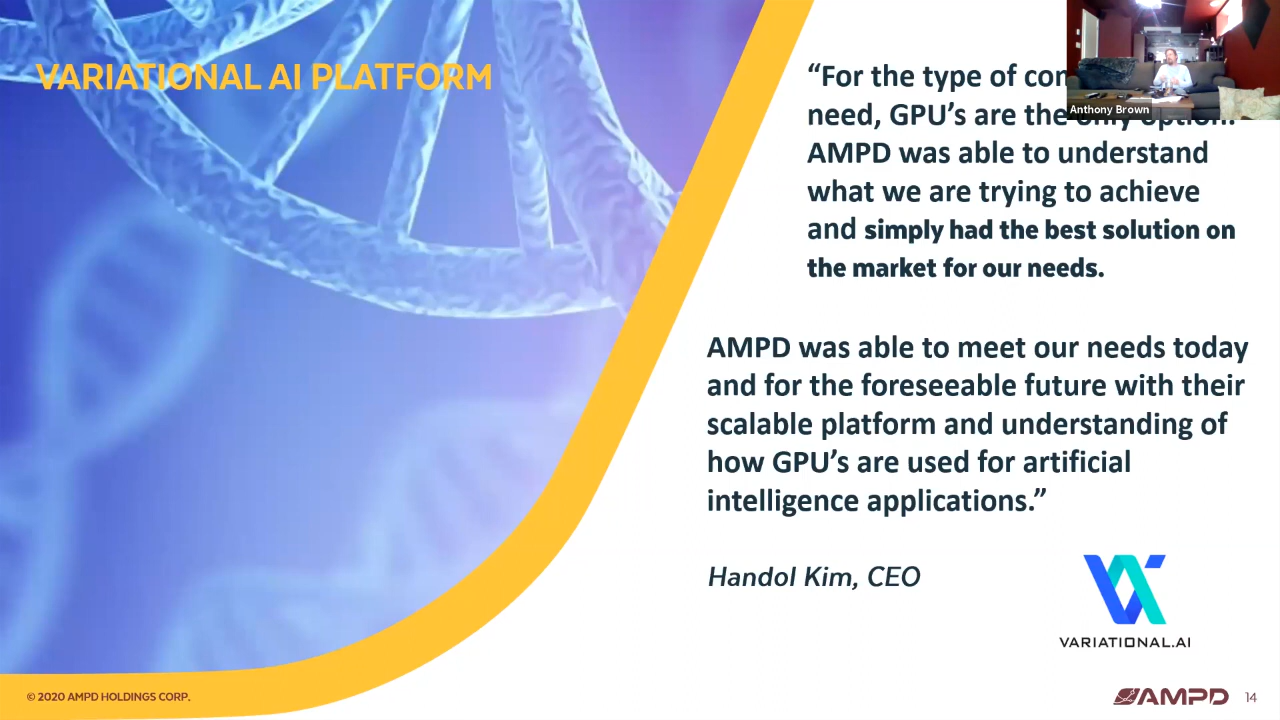 VARIATIONAL AI PLATFORM
“For the type of
need, GPU’s are the only option.
AMPD was able to understand
what we are trying to achieve
and simply had the best solution on
the market for our needs.
AMPD was able to meet our needs today
and for the foreseeable future with their
scalable platform and understanding of
how GPU’s are used for artificial
intelligence applications.”
Handol Kim, CEO
VARIATIONAL.AI
© 2020 AMPD HOLDINGS CORP.
AMPD 14
Anthony Brown